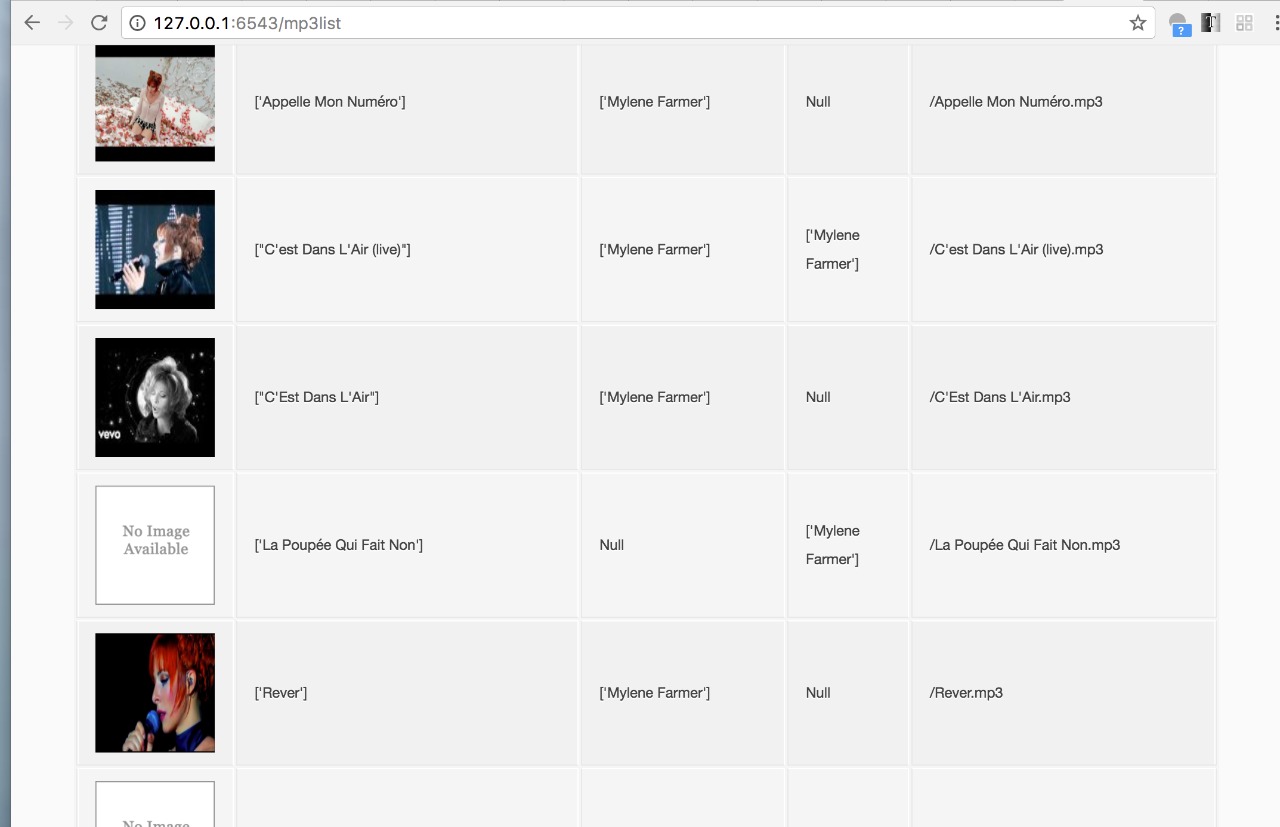 127.0.0.1:6543/mp3list
?
T
['Appelle Mon Numéro'] ['Mylene Farmer'] Null /Appelle Mon Numéro.mp3
["C'est Dans L'Air (live)"] ['Mylene Farmer'] ['Mylene Farmer'] /C'est Dans L'Air (live).mp3
vevo
["C'Est Dans L'Air"] ['Mylene Farmer'] Null /C'Est Dans L'Air.mp3
No Image
Available
['La Poupée Qui Fait Non'] Null ['Mylene Farmer'] /La Poupée Qui Fait Non.mp3
['Rever'] ['Mylene Farmer'] Null /Rever.mp3
No Image